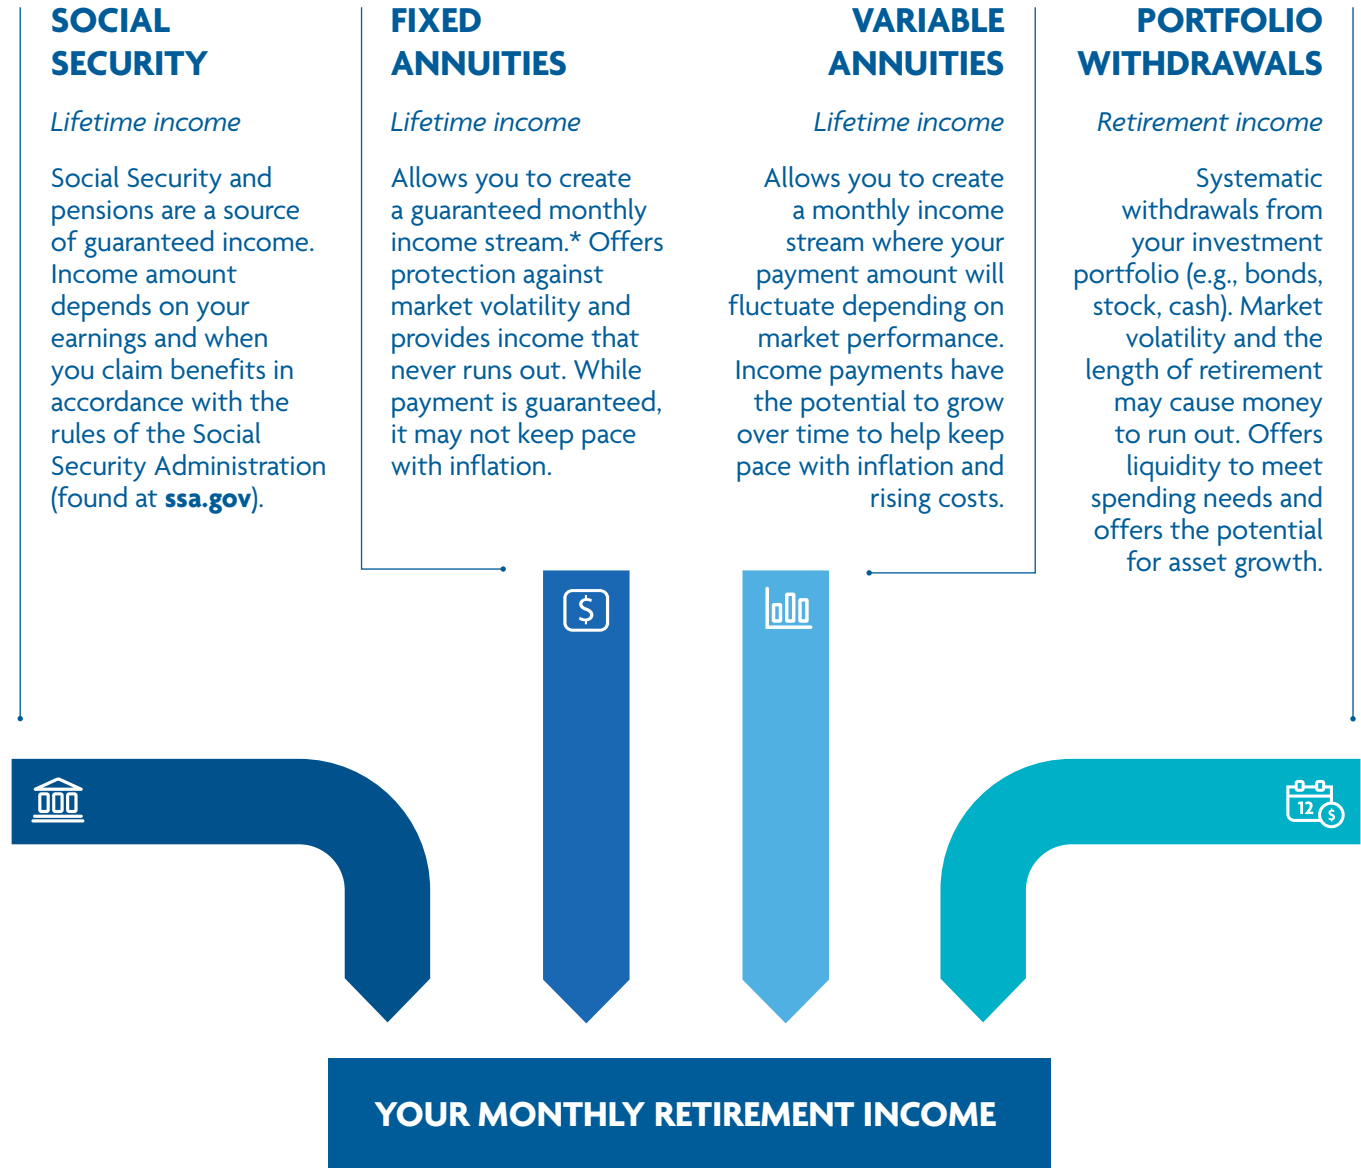 SOCIAL
SECURITY
Lifetime income
Social Security and
pensions are a source
of guaranteed income.
Income amount
depends on your
earnings and when
you claim benefits in
accordance with the
rules of the Social
Security Administration
(found at ssa.gov).
FIXED
ANNUITIES
Lifetime income
Allows you to create
a guaranteed monthly
income stream.* Offers
protection against
market volatility and
provides income that
never runs out. While
payment is guaranteed,
it may not keep pace
with inflation.
VARIABLE
ANNUITIES
Lifetime income
Allows you to create
a monthly income
stream where your
payment amount will
fluctuate depending on
market performance.
Income payments have
the potential to grow
over time to help keep
pace with inflation and
rising costs.
PORTFOLIO
WITHDRAWALS
Retirement income
Systematic
withdrawals from
your investment
portfolio (e.g., bonds,
stock, cash). Market
volatility and the
length of retirement
may cause money
to run out. Offers
liquidity to meet
spending needs and
offers the potential
for asset growth.
$
12
$
YOUR MONTHLY RETIREMENT INCOME